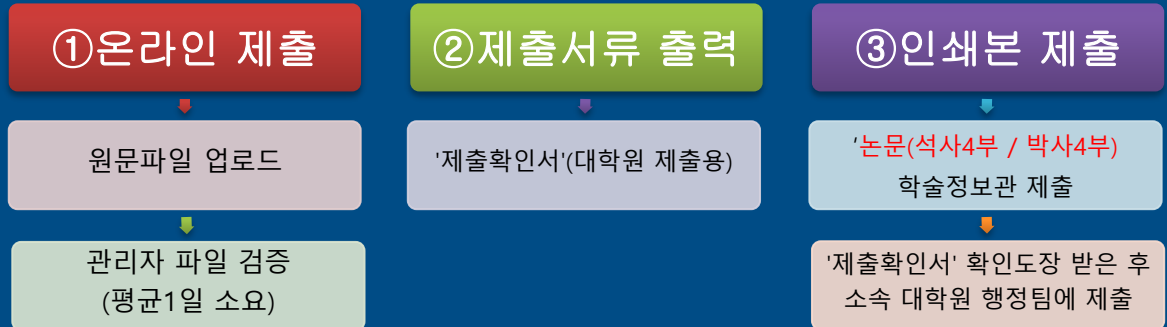 ①온라인 제출
원문파일 업로드
관리자 파일 검증
(평균1일 소요)
②제출서류 출력
'제출확인서'(대학원 제출용)
③인쇄본 제출
‘논문(석사4부 / 박사4부)
학술정보관 제출
'제출확인서' 확인도장 받은 후
소속 대학원 행정팀에 제출